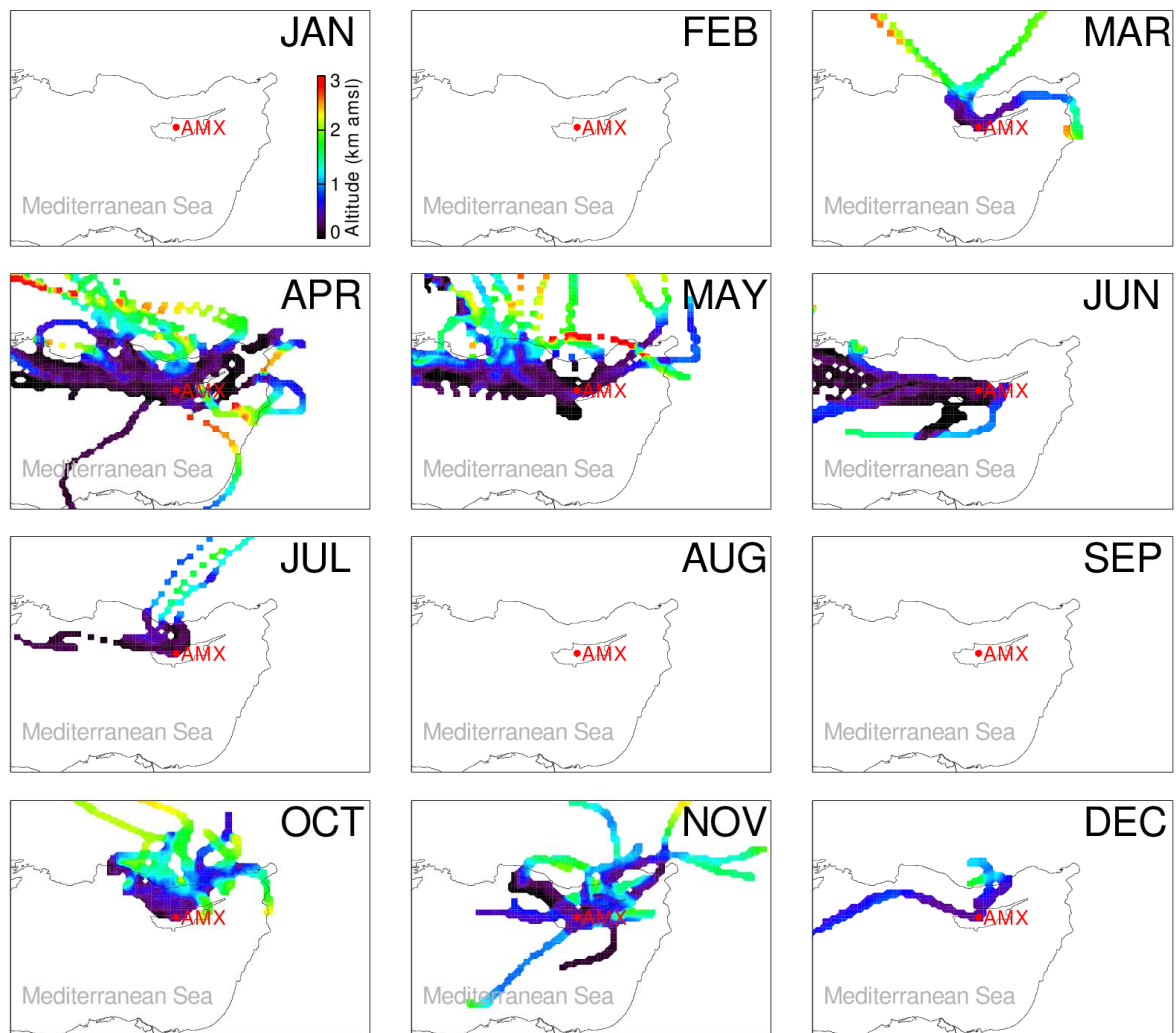 JAN
3
2
1
0
Altitude (km amsl)
AMX
Mediterranean Sea
FEB
AMX
Mediterranean Sea
MAR
AMX
Mediterranean Sea
APR
AMX
Mediterranean Sea
MAY
AMX
Mediterranean Sea
JUN
AMX
Mediterranean Sea
JUL
AMX
Mediterranean Sea
AUG
AMX
Mediterranean Sea
SEP
AMX
Mediterranean Sea
OCT
AMX
Mediterranean Sea
NOV
AMX
Mediterranean Sea
DEC
AMX
Mediterranean Sea